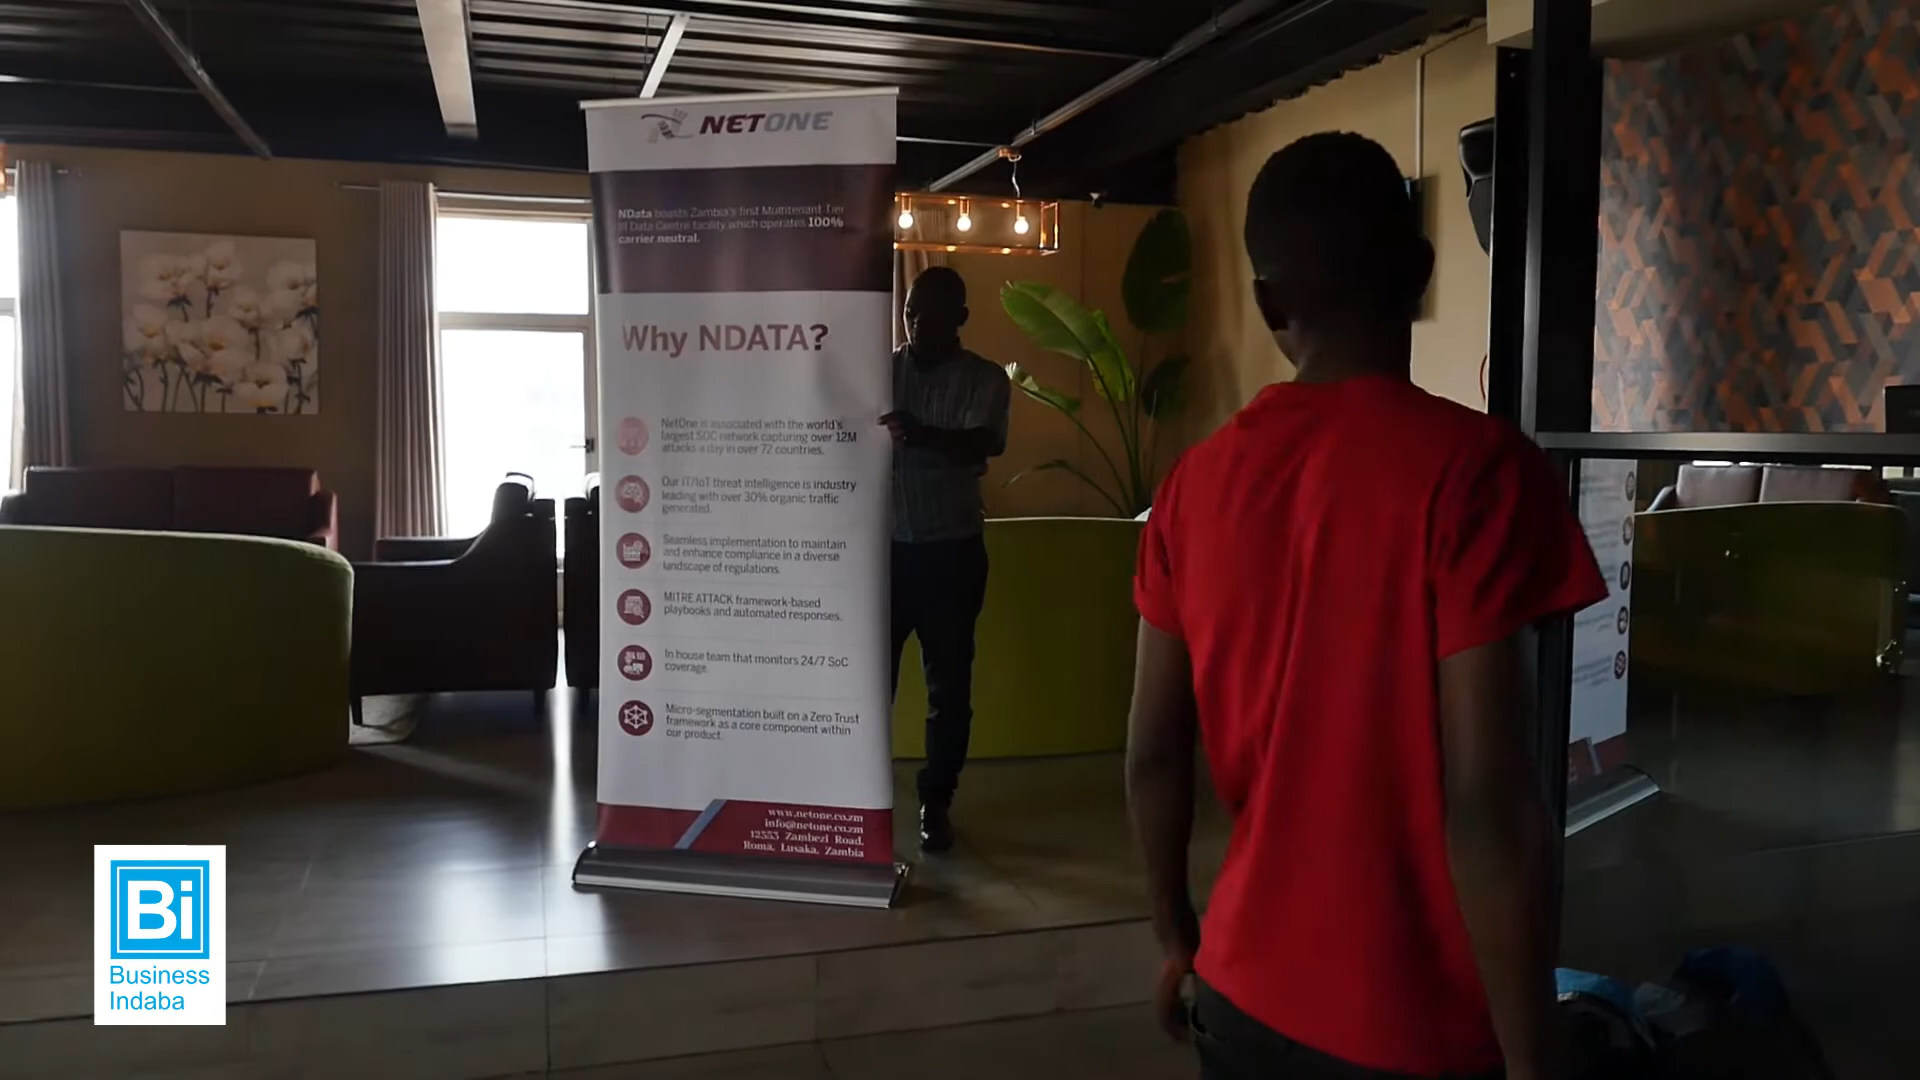 NETONE
NData boasts Zambia's first Multitenant Tier
III Data Centre facility which operates 100%
carrier neutral.
Why NDATA?
NetOne is associated with the world's
largest SOC network capturing over 12M
attacks a day in over 72 countries.
Our IT/IoT threat intelligence is industry
leading with over 30% organic traffic
generated.
Seamless implementation to maintain
and enhance compliance in a diverse
landscape of regulations.
MITRE ATTACK framework-based
playbooks and automated responses.
In house team that monitors 24/7 SoC
coverage.
Micro-segmentation built on a Zero Trust
framework as a core component within
our product.
www.netone.co.zm
info@netone.co.zm
12553 Zambezi Road,
Roma, Lusaka, Zambia
Bi
Business
Indaba